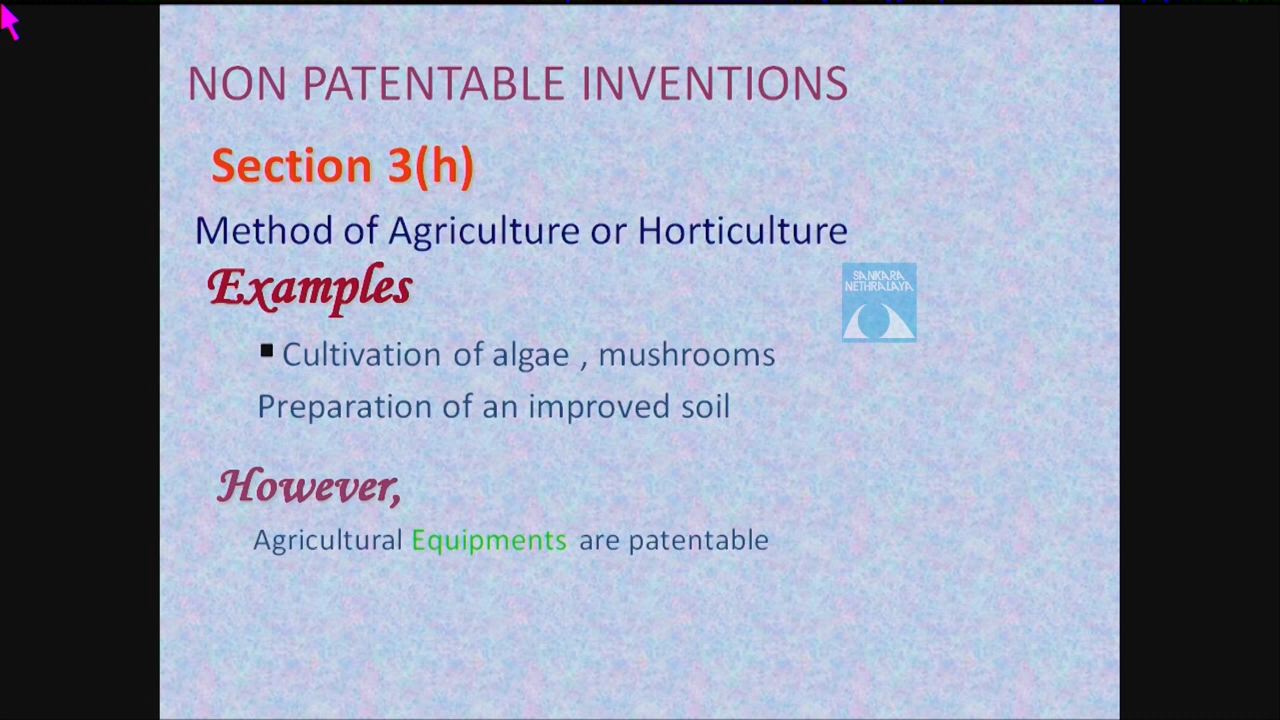 NON PATENTABLE INVENTIONS
Section 3(h)
Method of Agriculture or Horticulture
Examples
SANKARA
NETHRALAYA
▪ Cultivation of algae , mushrooms
Preparation of an improved soil
However,
Agricultural Equipments are patentable